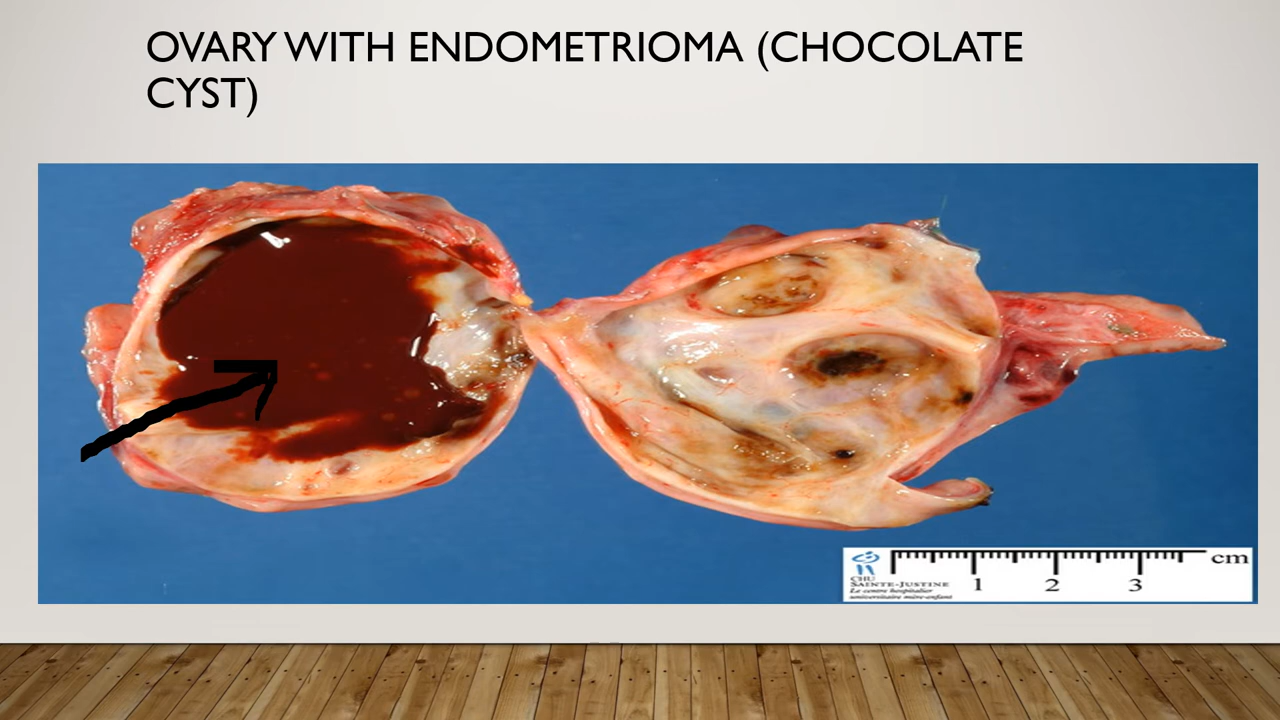 OVARY WITH ENDOMETRIOMA (CHOCOLATE
CYST)
cm
1 2 3
CHU
SAINTE-JUSTINE
Le centre hospitalier
universitaire mère-enfant